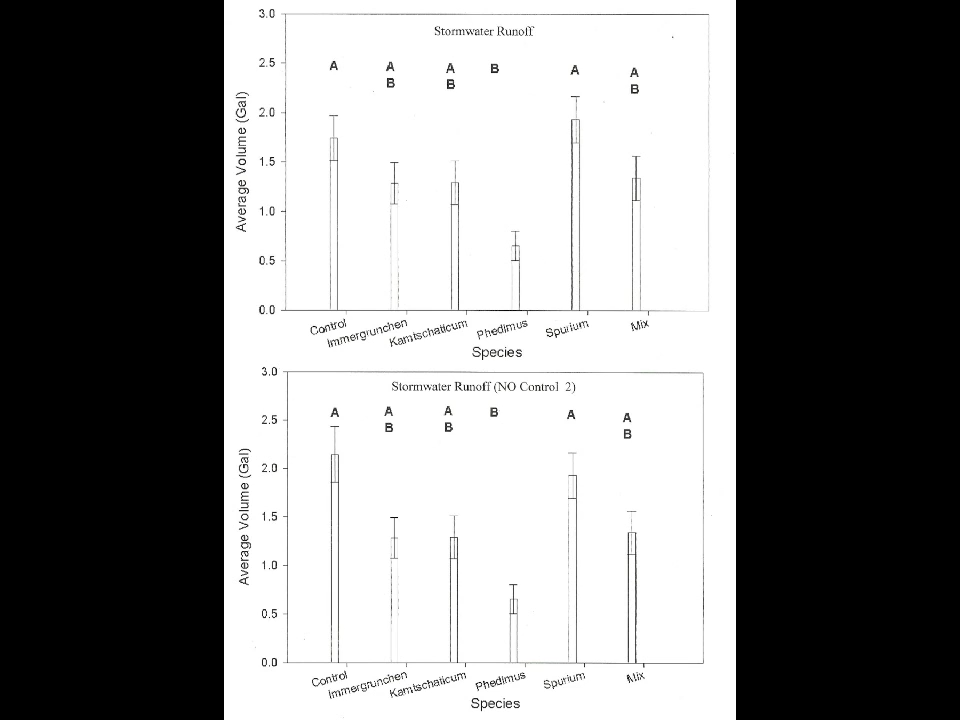 Stormwater Runoff
3.0
2.5
2.0
1.5
1.0
0.5
0.0
Average Volume (Gal)
A A A B A A
B B B
Control Immergrunchen Kamtschaticum Phedimus Spurium Mix
Species
Stormwater Runoff (NO Control 2)
3.0
2.5
2.0
1.5
1.0
0.5
0.0
Average Volume (Gal)
A A A B A A
B B B
Control Immergrunchen Kamtschaticum Phedimus Spurium Mix
Species